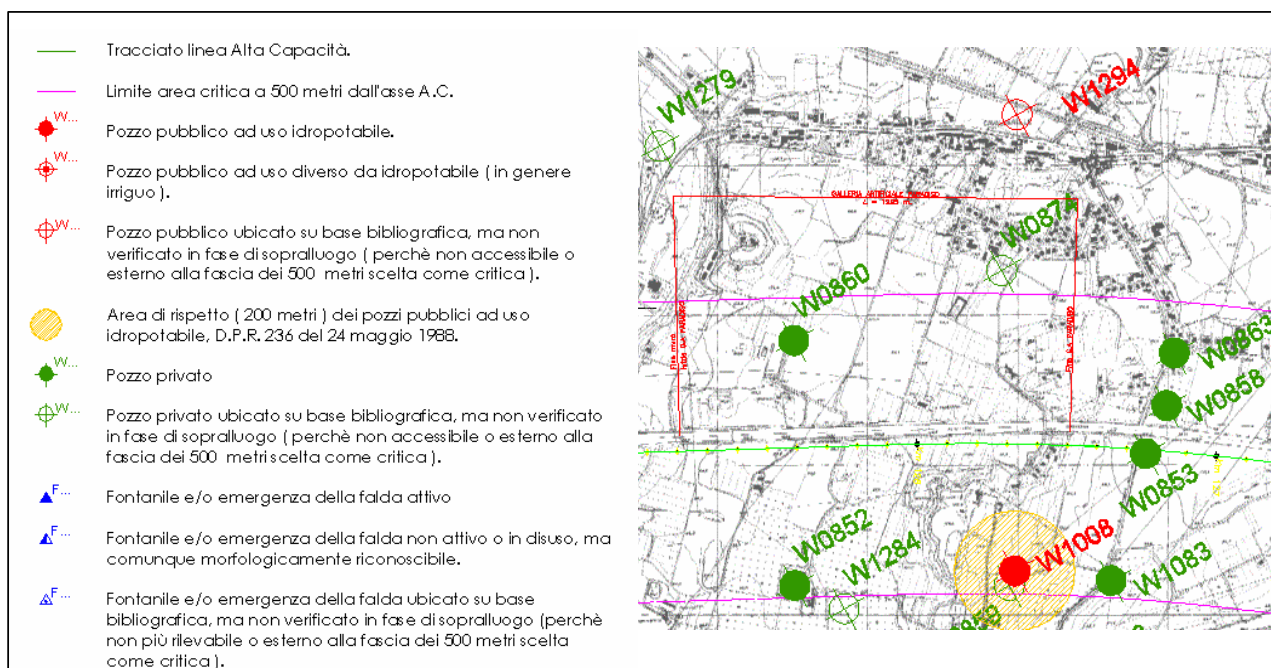 Tracciato linea Alta Capacità.
Limite area critica a 500 metri dall'asse A.C.
W...
Pozzo pubblico ad uso idropotabile.
W...
Pozzo pubblico ad uso diverso da idropotabile ( in genere
irriguo ).
W...
Pozzo pubblico ubicato su base bibliografica, ma non
verificato in fase di sopralluogo ( perchè non accessibile o
esterno alla fascia dei 500 metri scelta come critica ).
Area di rispetto ( 200 metri ) dei pozzi pubblici ad uso
idropotabile, D.P.R. 236 del 24 maggio 1988.
W...
Pozzo privato
W...
Pozzo privato ubicato su base bibliografica, ma non verificato
in fase di sopralluogo ( perchè non accessibile o esterno alla
fascia dei 500 metri scelta come critica ).
F...
Fontanile e/o emergenza della falda attivo
F...
Fontanile e/o emergenza della falda non attivo o in disuso, ma
comunque morfologicamente riconoscibile.
F...
Fontanile e/o emergenza della falda ubicato su base
bibliografica, ma non verificato in fase di sopralluogo (perchè
non più rilevabile o esterno alla fascia dei 500 metri scelta
come critica ).
W1279
W1294
GALLERIA ARTIFICIALE PARADISO
W0874
W0860
W0863
W0858
W0853
W0852
W1284
W1008
W1083